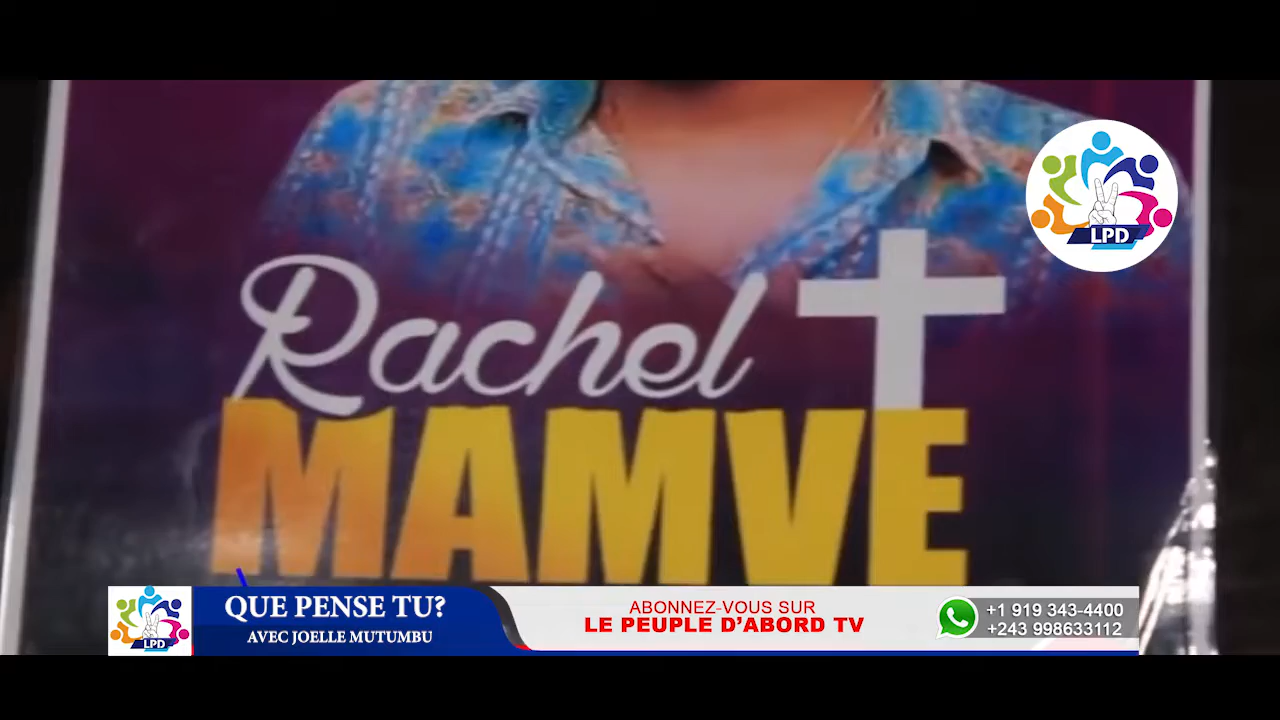 LPD
Rachel
MAMVE
QUE PENSE TU?
AVEC JOELLE MUTUMBU
LPD
ABONNEZ-VOUS SUR
LE PEUPLE D'ABORD TV
+1 919 343-4400
+243 998633112